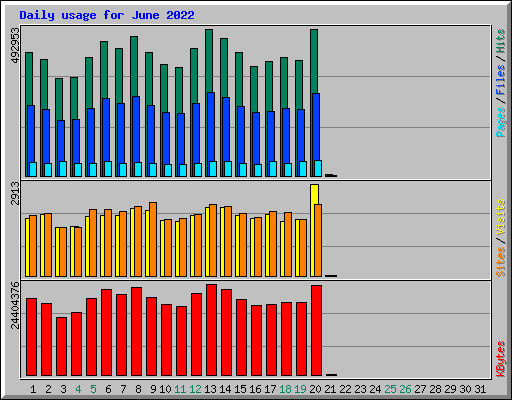 Daily usage for June 2022
492953
2913
24404376
Pages / Files / Hits
Sites / Visits
KBytes
1 2 3 4 5 6 7 8 9 10 11 12 13 14 15 16 17 18 19 20 21 22 23 24 25 26 27 28 29 30 31